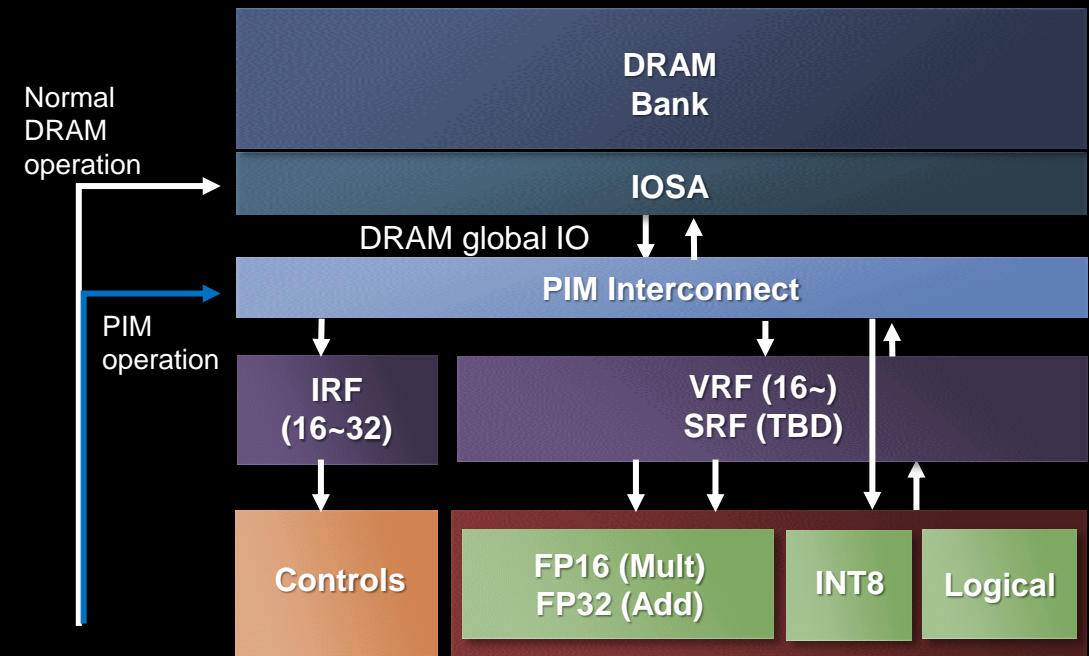 DRAM
Bank
Normal
DRAM
operation
IOSA
DRAM global IO
PIM Interconnect
PIM
operation
IRF
(16~32)
VRF (16~)
SRF (TBD)
Controls
FP16 (Mult)
FP32 (Add)
INT8
Logical